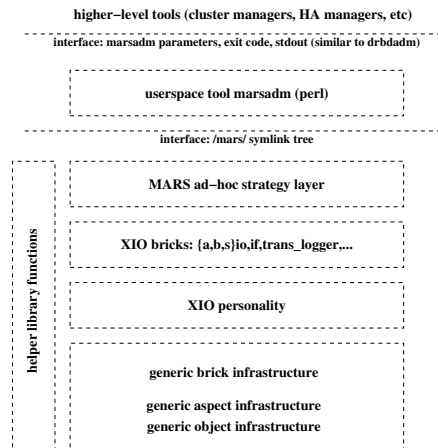 higher−level tools (cluster managers, HA managers, etc)
interface: marsadm parameters, exit code, stdout (similar to drbdadm)
userspace tool marsadm (perl)
interface: /mars/ symlink tree
MARS ad−hoc strategy layer
XIO bricks: {a,b,s}io,if,trans_logger,...
XIO personality
helper library functions
generic brick infrastructure
generic aspect infrastructure
generic object infrastructure